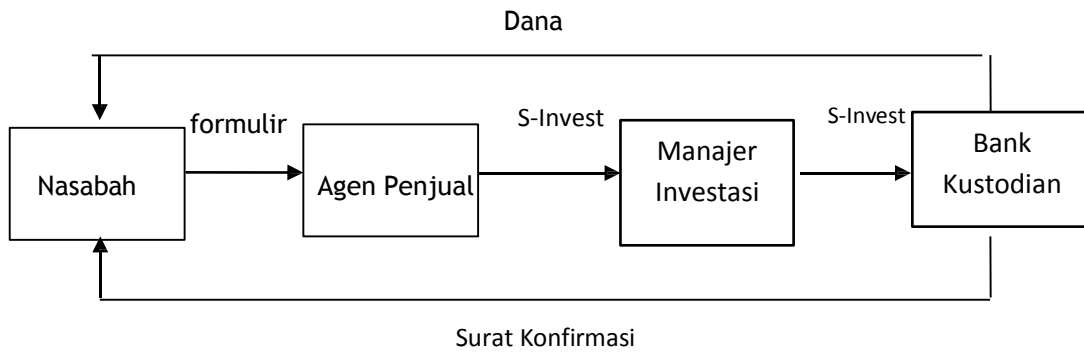 Dana
formulir
S-Invest
S-Invest
Nasabah
Agen Penjual
Manajer
Investasi
Bank
Kustodian
Surat Konfirmasi